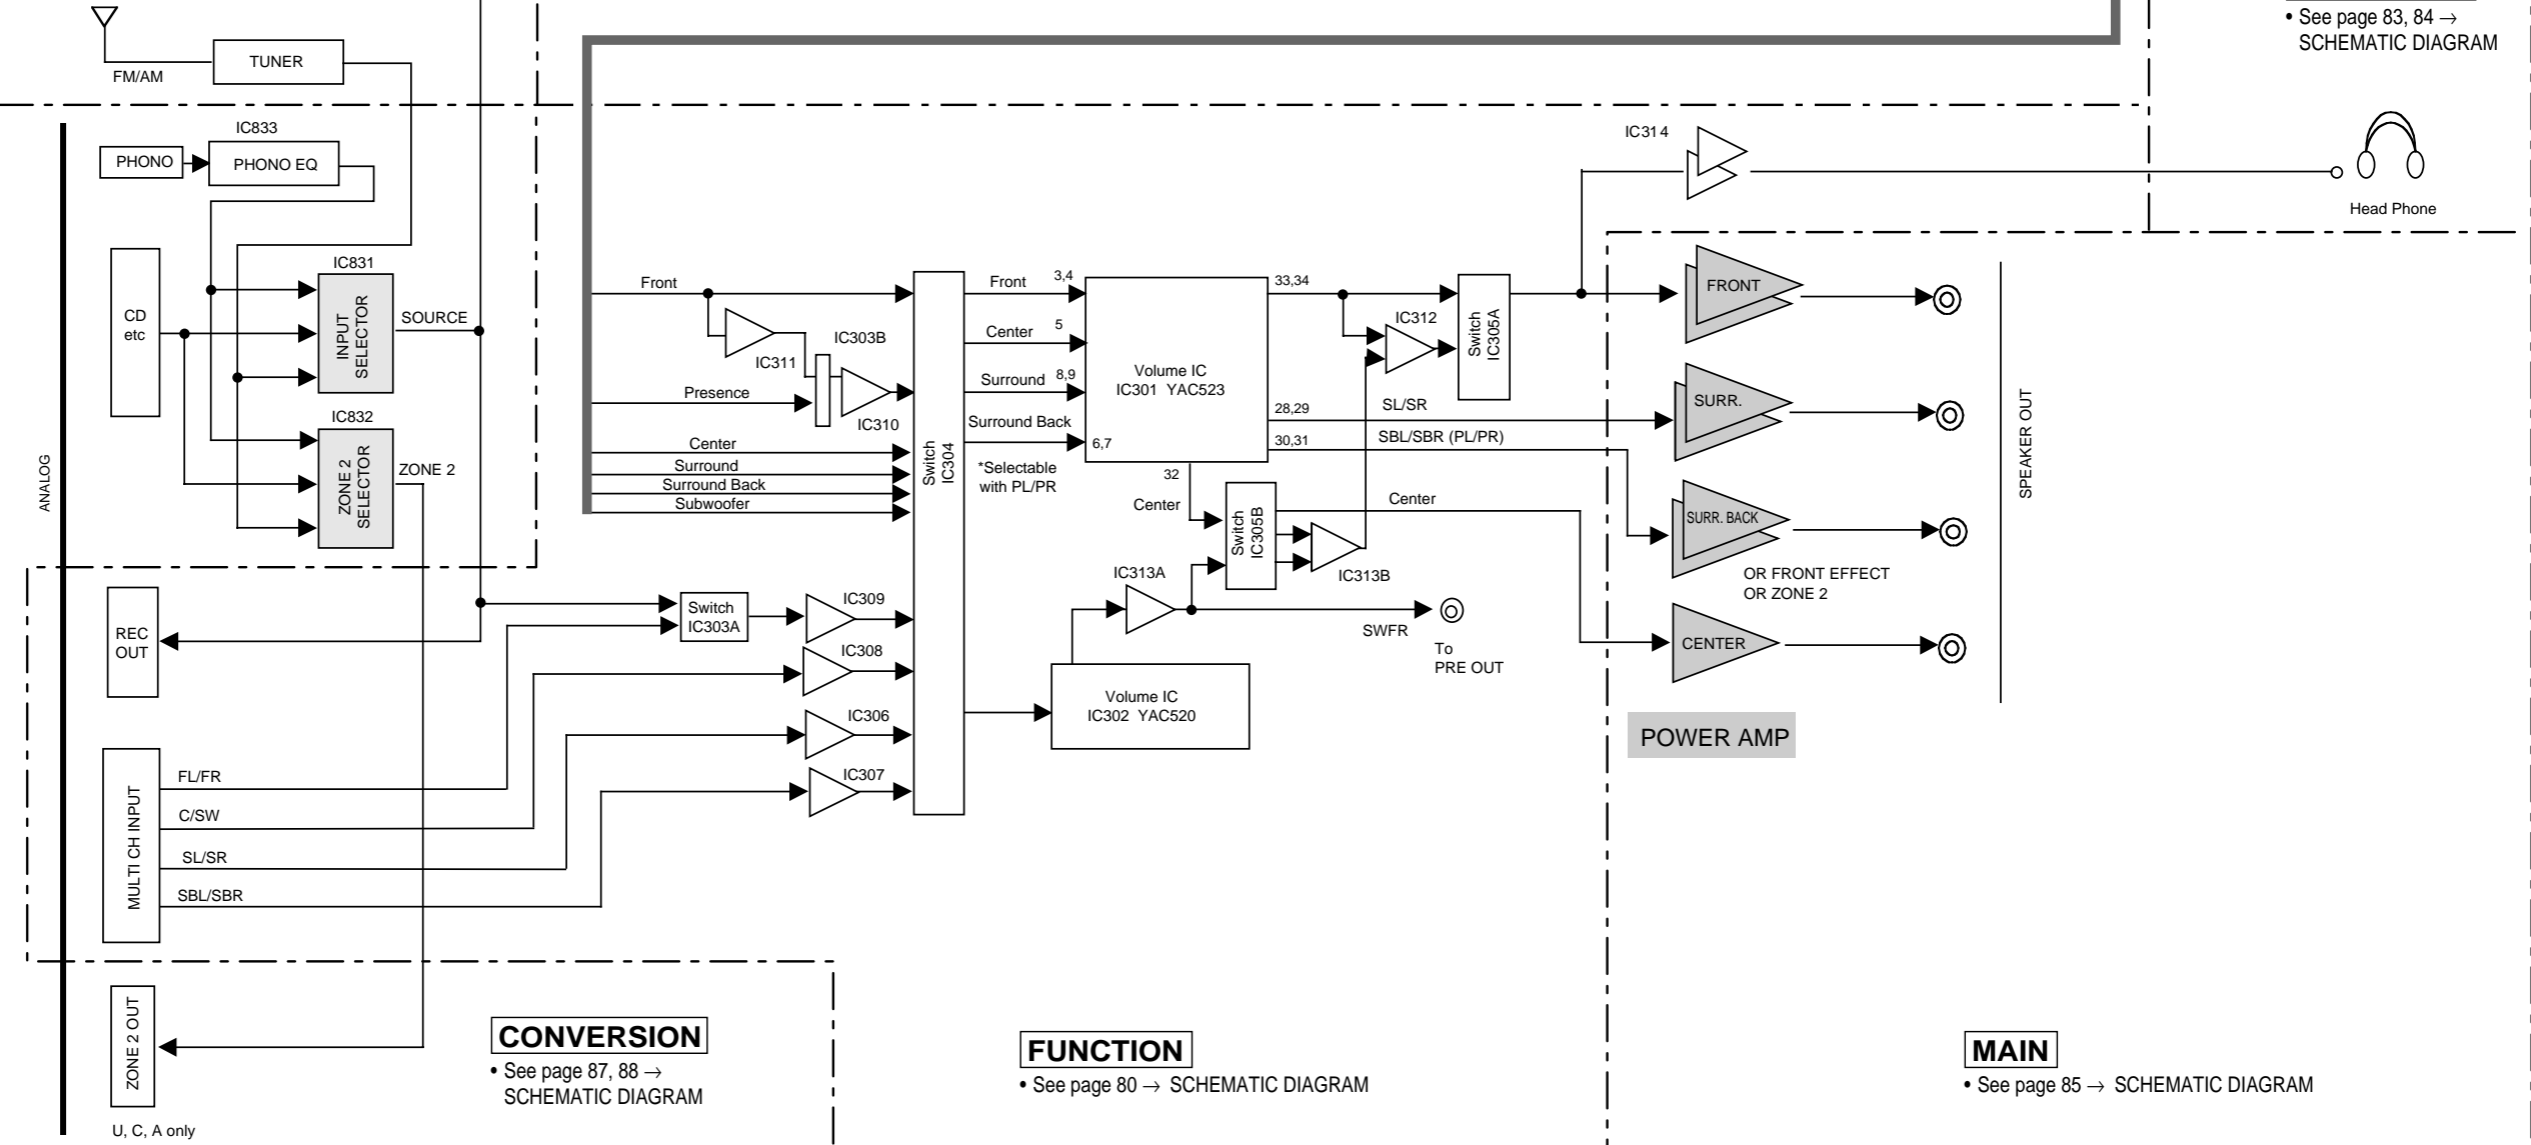 • See page 83, 84 →
SCHEMATIC DIAGRAM
TUNER
FM/AM
IC833
PHONO
PHONO EQ
IC314
Head Phone
CD
etc
IC831
INPUT
SELECTOR
SOURCE
IC832
ZONE 2
SELECTOR
ZONE 2
ANALOG
Front
IC311
IC303B
Presence
IC310
Center
Surround
Surround Back
Subwoofer
Switch
IC304
Front
3,4
Center
5
Surround
8,9
Surround Back
6,7
*Selectable
with PL/PR
Volume IC
IC301 YAC523
33,34
28,29
30,31
32
Center
IC312
Switch
IC305A
SL/SR
SBL/SBR (PL/PR)
Switch
IC305B
Center
IC313B
IC313A
SWFR
To
PRE OUT
Volume IC
IC302 YAC520
FRONT
SURR.
SURR. BACK
OR FRONT EFFECT
OR ZONE 2
CENTER
SPEAKER OUT
POWER AMP
REC
OUT
Switch
IC303A
IC309
IC308
IC306
IC307
MULTI CH INPUT
FL/FR
C/SW
SL/SR
SBL/SBR
ZONE 2 OUT
U, C, A only
CONVERSION
• See page 87, 88 →
SCHEMATIC DIAGRAM
FUNCTION
• See page 80 → SCHEMATIC DIAGRAM
MAIN
• See page 85 → SCHEMATIC DIAGRAM